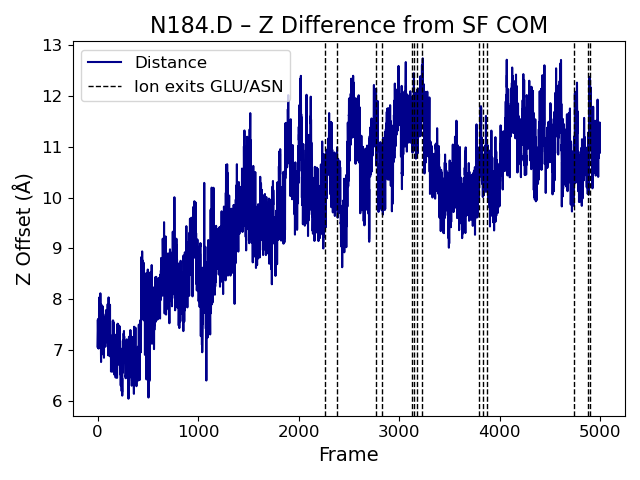 N184.D – Z Difference from SF COM
Distance
Ion exits GLU/ASN
Z Offset (Å)
13
12
11
10
9
8
7
6
0
1000
2000
3000
4000
5000
Frame